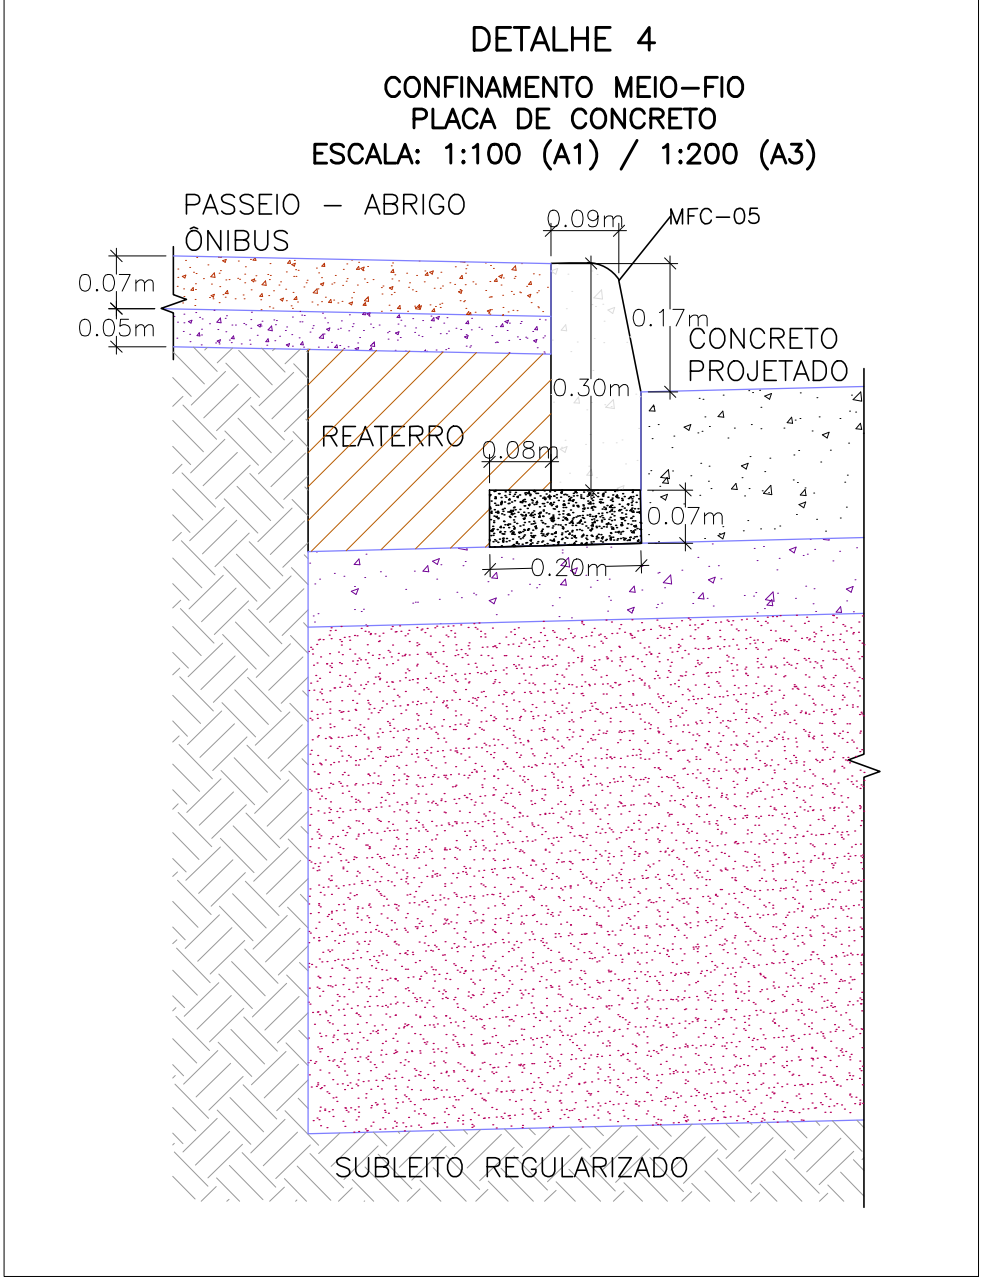 DETALHE 4
CONFINAMENTO MEIO-FIO
PLACA DE CONCRETO
ESCALA: 1:100 (A1) / 1:200 (A3)
PASSEIO - ABRIGO
ÔNIBUS
0.09m
MFC-05
0.07m
0.05m
0.17m
CONCRETO
PROJETADO
0.30m
REATERRO
0.08m
0.07m
0.20m
SUBLEITO REGULARIZADO